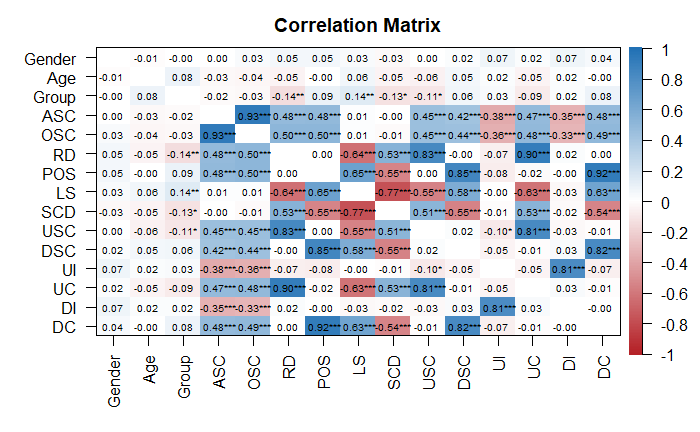 Correlation Matrix
Gender -0.01 -0.00 0.00 0.03 0.05 0.05 0.03 -0.03 0.00 0.02 0.07 0.02 0.07 0.04
Age -0.01 0.08 -0.03 -0.04 -0.05 -0.00 0.06 -0.05 -0.06 0.05 0.02 -0.05 0.02 -0.00
Group -0.00 0.08 -0.02 -0.03 -0.14** 0.09 0.14** -0.13* -0.11* 0.06 0.03 -0.09 0.02 0.08
ASC 0.00 -0.03 -0.02 0.93*** 0.48*** 0.48*** 0.01 -0.00 0.45*** 0.42*** -0.38*** 0.47*** -0.35*** 0.48***
OSC 0.03 -0.04 -0.03 0.93*** 0.50*** 0.50*** 0.00 -0.01 0.45*** 0.44*** -0.36*** 0.48*** -0.33*** 0.49***
RD 0.05 -0.05 -0.14** 0.48*** 0.50*** 0.00 -0.64*** 0.53*** 0.83*** -0.00 -0.07 0.90*** 0.02 0.00
POS 0.05 -0.00 0.09 0.48*** 0.50*** 0.00 0.65*** -0.55*** 0.00 0.85*** -0.08 -0.02 -0.00 0.92***
LS 0.03 0.06 0.14** 0.01 0.00 -0.64*** 0.65*** -0.77*** -0.55*** 0.58*** -0.00 -0.63*** -0.03 0.63***
SCD -0.03 -0.05 -0.13* -0.00 -0.01 0.53*** -0.55*** -0.77*** 0.51*** -0.55*** -0.01 0.53*** -0.02 -0.54***
USC 0.00 -0.06 -0.11* 0.45*** 0.45*** 0.83*** 0.00 -0.55*** 0.51*** 0.02 -0.10* 0.81*** -0.03 -0.01
DSC 0.02 0.05 0.06 0.42*** 0.44*** -0.00 0.85*** 0.58*** -0.55*** 0.02 -0.05 -0.01 0.03 0.82***
UI 0.07 0.02 0.03 -0.38*** -0.36*** -0.07 -0.08 -0.00 -0.01 -0.10* -0.05 -0.05 0.81*** -0.07
UC 0.02 -0.05 -0.09 0.47*** 0.48*** 0.90*** -0.02 -0.63*** 0.53*** 0.81*** -0.01 -0.05 0.03 -0.01
DI 0.07 0.02 0.02 -0.35*** -0.33*** 0.02 -0.00 -0.03 -0.02 -0.03 0.03 0.81*** 0.03 -0.00
DC 0.04 -0.00 0.08 0.48*** 0.49*** 0.00 0.92*** 0.63*** -0.54*** -0.01 0.82*** -0.07 -0.01 -0.00
Gender Age Group ASC OSC RD POS LS SCD USC DSC UI UC DI DC
1
0.8
0.6
0.4
0.2
0
-0.2
-0.4
-0.6
-0.8
-1